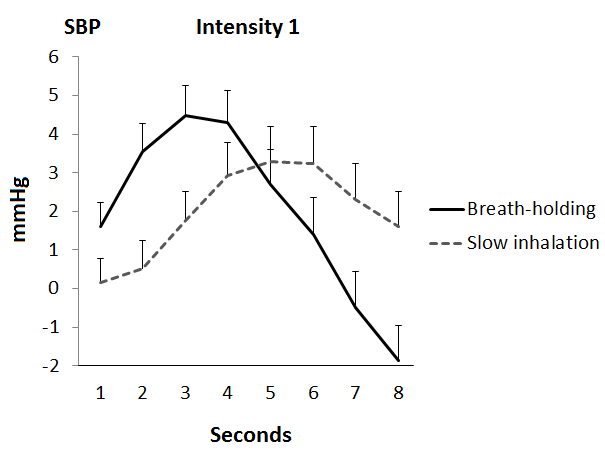 SBP Intensity 1
6
5
4
3
2
1
0
-1
-2
mmHg
1 2 3 4 5 6 7 8
Seconds
Breath-holding
Slow inhalation